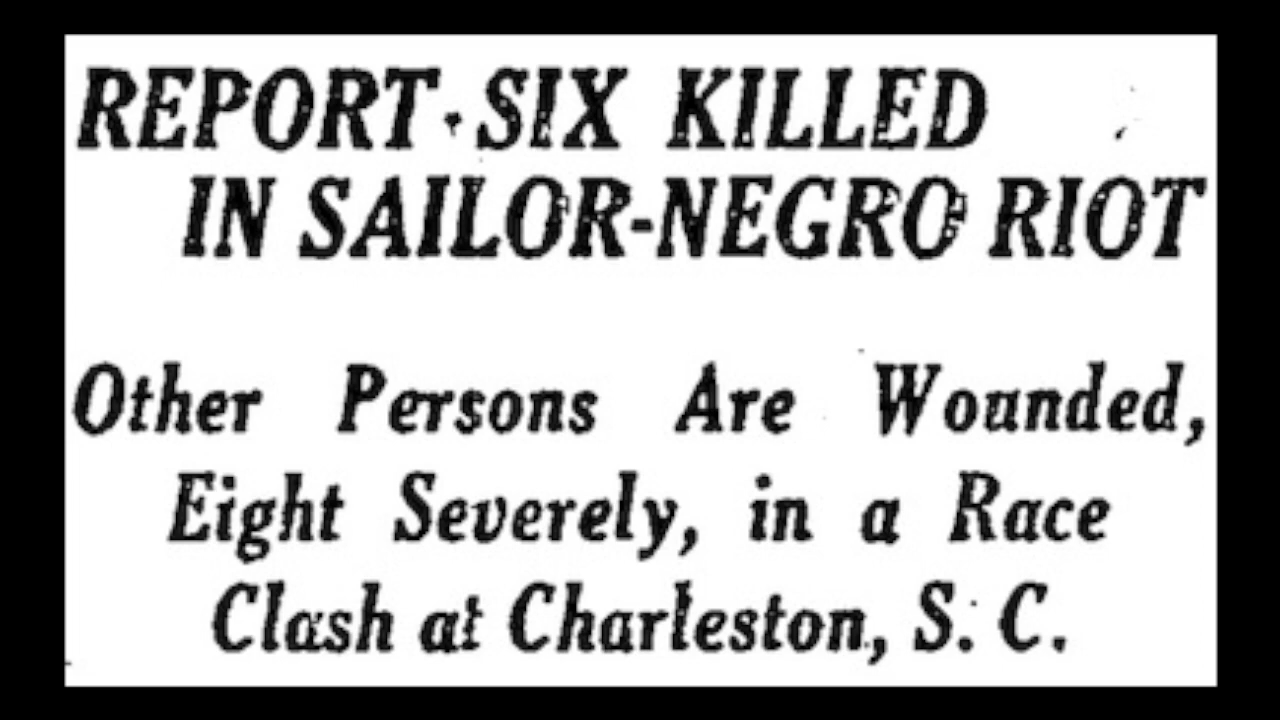 REPORT SIX KILLED
IN SAILOR-NEGRO RIOT
Other Persons Are Wounded,
Eight Severely, in a Race
Clash at Charleston, S. C.